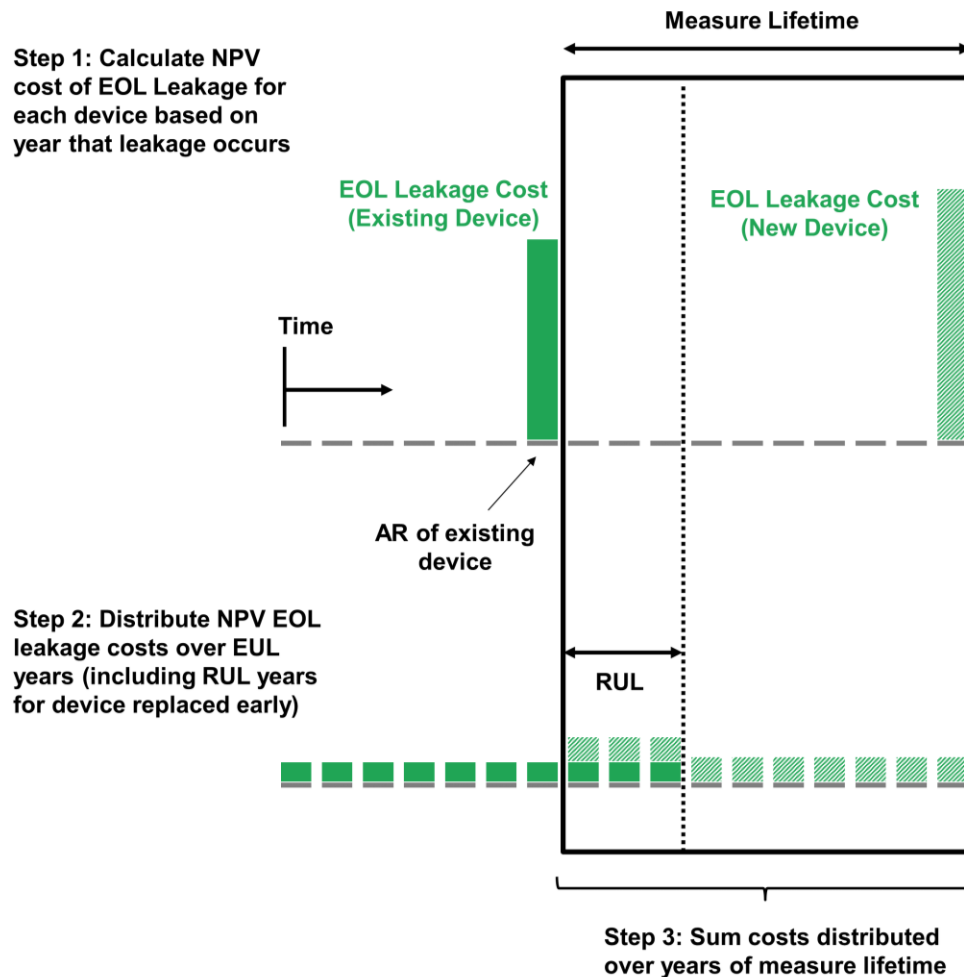 Measure Lifetime
Step 1: Calculate NPV
cost of EOL Leakage for
each device based on
year that leakage occurs
EOL Leakage Cost
(Existing Device)
EOL Leakage Cost
(New Device)
Time
AR of existing
device
Step 2: Distribute NPV EOL
leakage costs over EUL
years (including RUL years
for device replaced early)
RUL
Step 3: Sum costs distributed
over years of measure lifetime